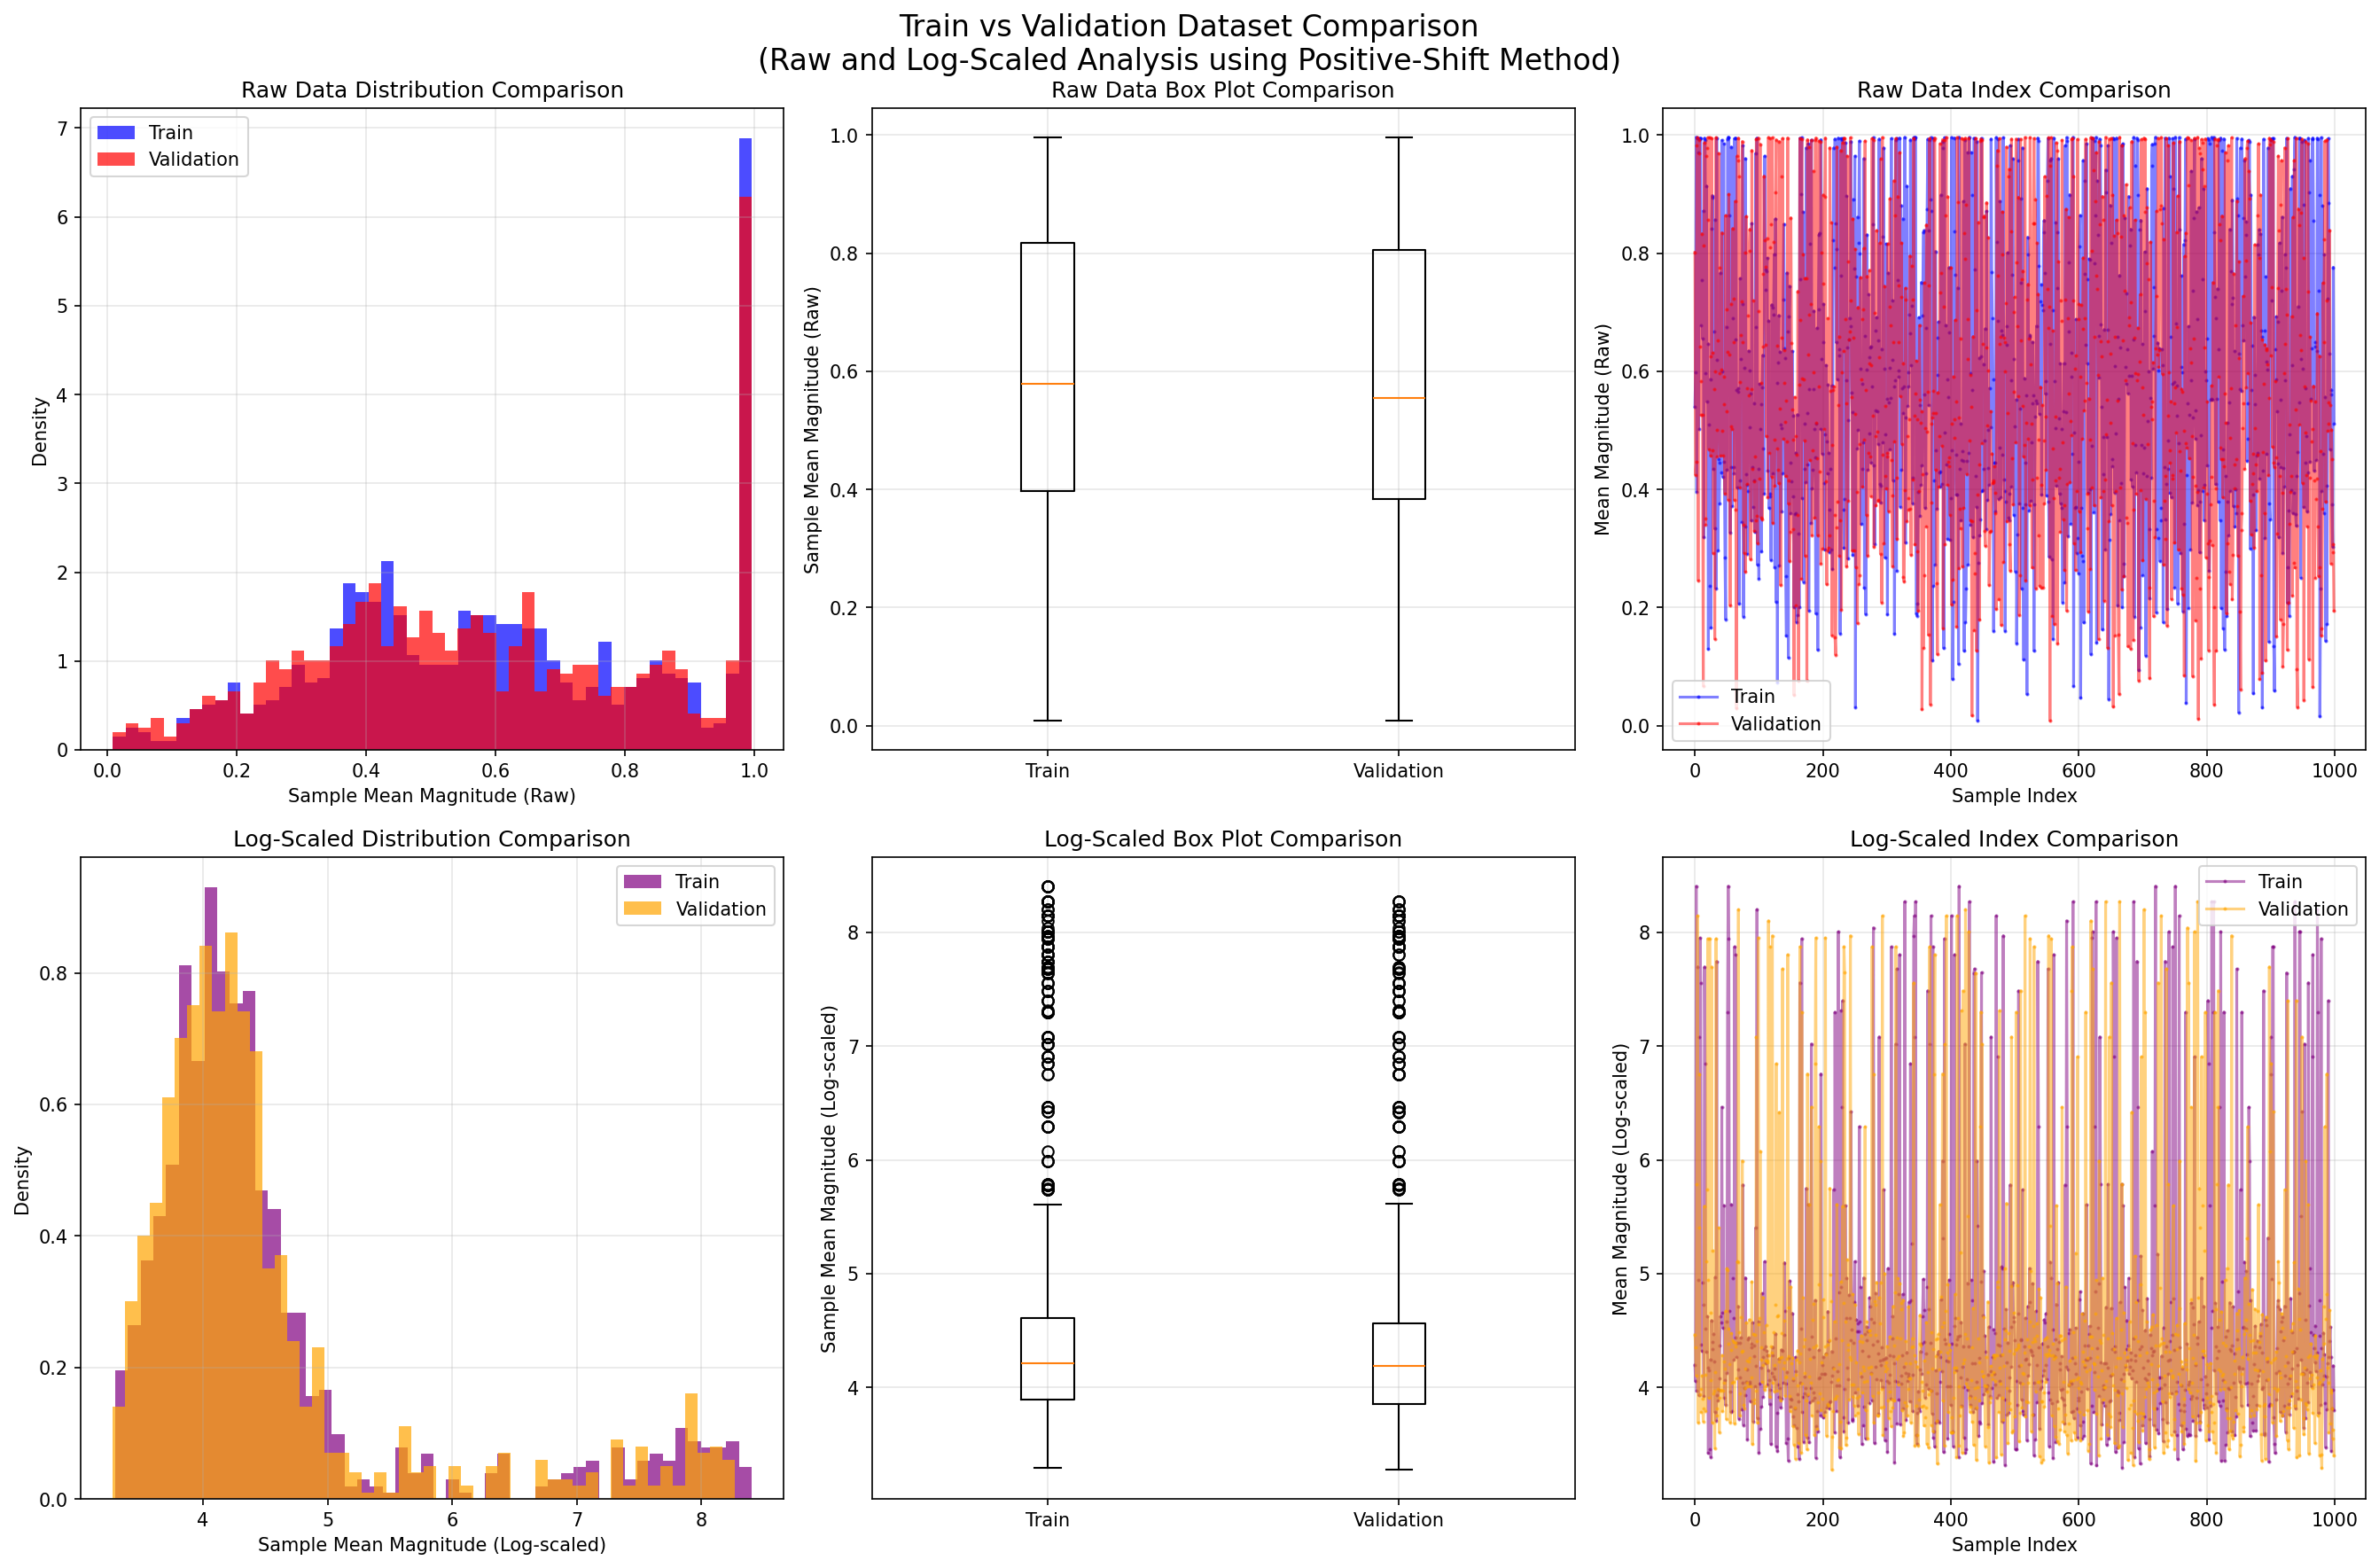 Train vs Validation Dataset Comparison
(Raw and Log-Scaled Analysis using Positive-Shift Method)
Raw Data Distribution Comparison
Train
Validation
Density
7
6
5
4
3
2
1
0
0.0 0.2 0.4 0.6 0.8 1.0
Sample Mean Magnitude (Raw)
Raw Data Box Plot Comparison
Sample Mean Magnitude (Raw)
1.0
0.8
0.6
0.4
0.2
0.0
Train Validation
Raw Data Index Comparison
Mean Magnitude (Raw)
1.0
0.8
0.6
0.4
0.2
0.0
Train
Validation
0 200 400 600 800 1000
Sample Index
Log-Scaled Distribution Comparison
Train
Validation
Density
0.8
0.6
0.4
0.2
0.0
4 5 6 7 8
Sample Mean Magnitude (Log-scaled)
Log-Scaled Box Plot Comparison
Sample Mean Magnitude (Log-scaled)
8
7
6
5
4
Train Validation
Log-Scaled Index Comparison
Train
Validation
Mean Magnitude (Log-scaled)
8
7
6
5
4
0 200 400 600 800 1000
Sample Index